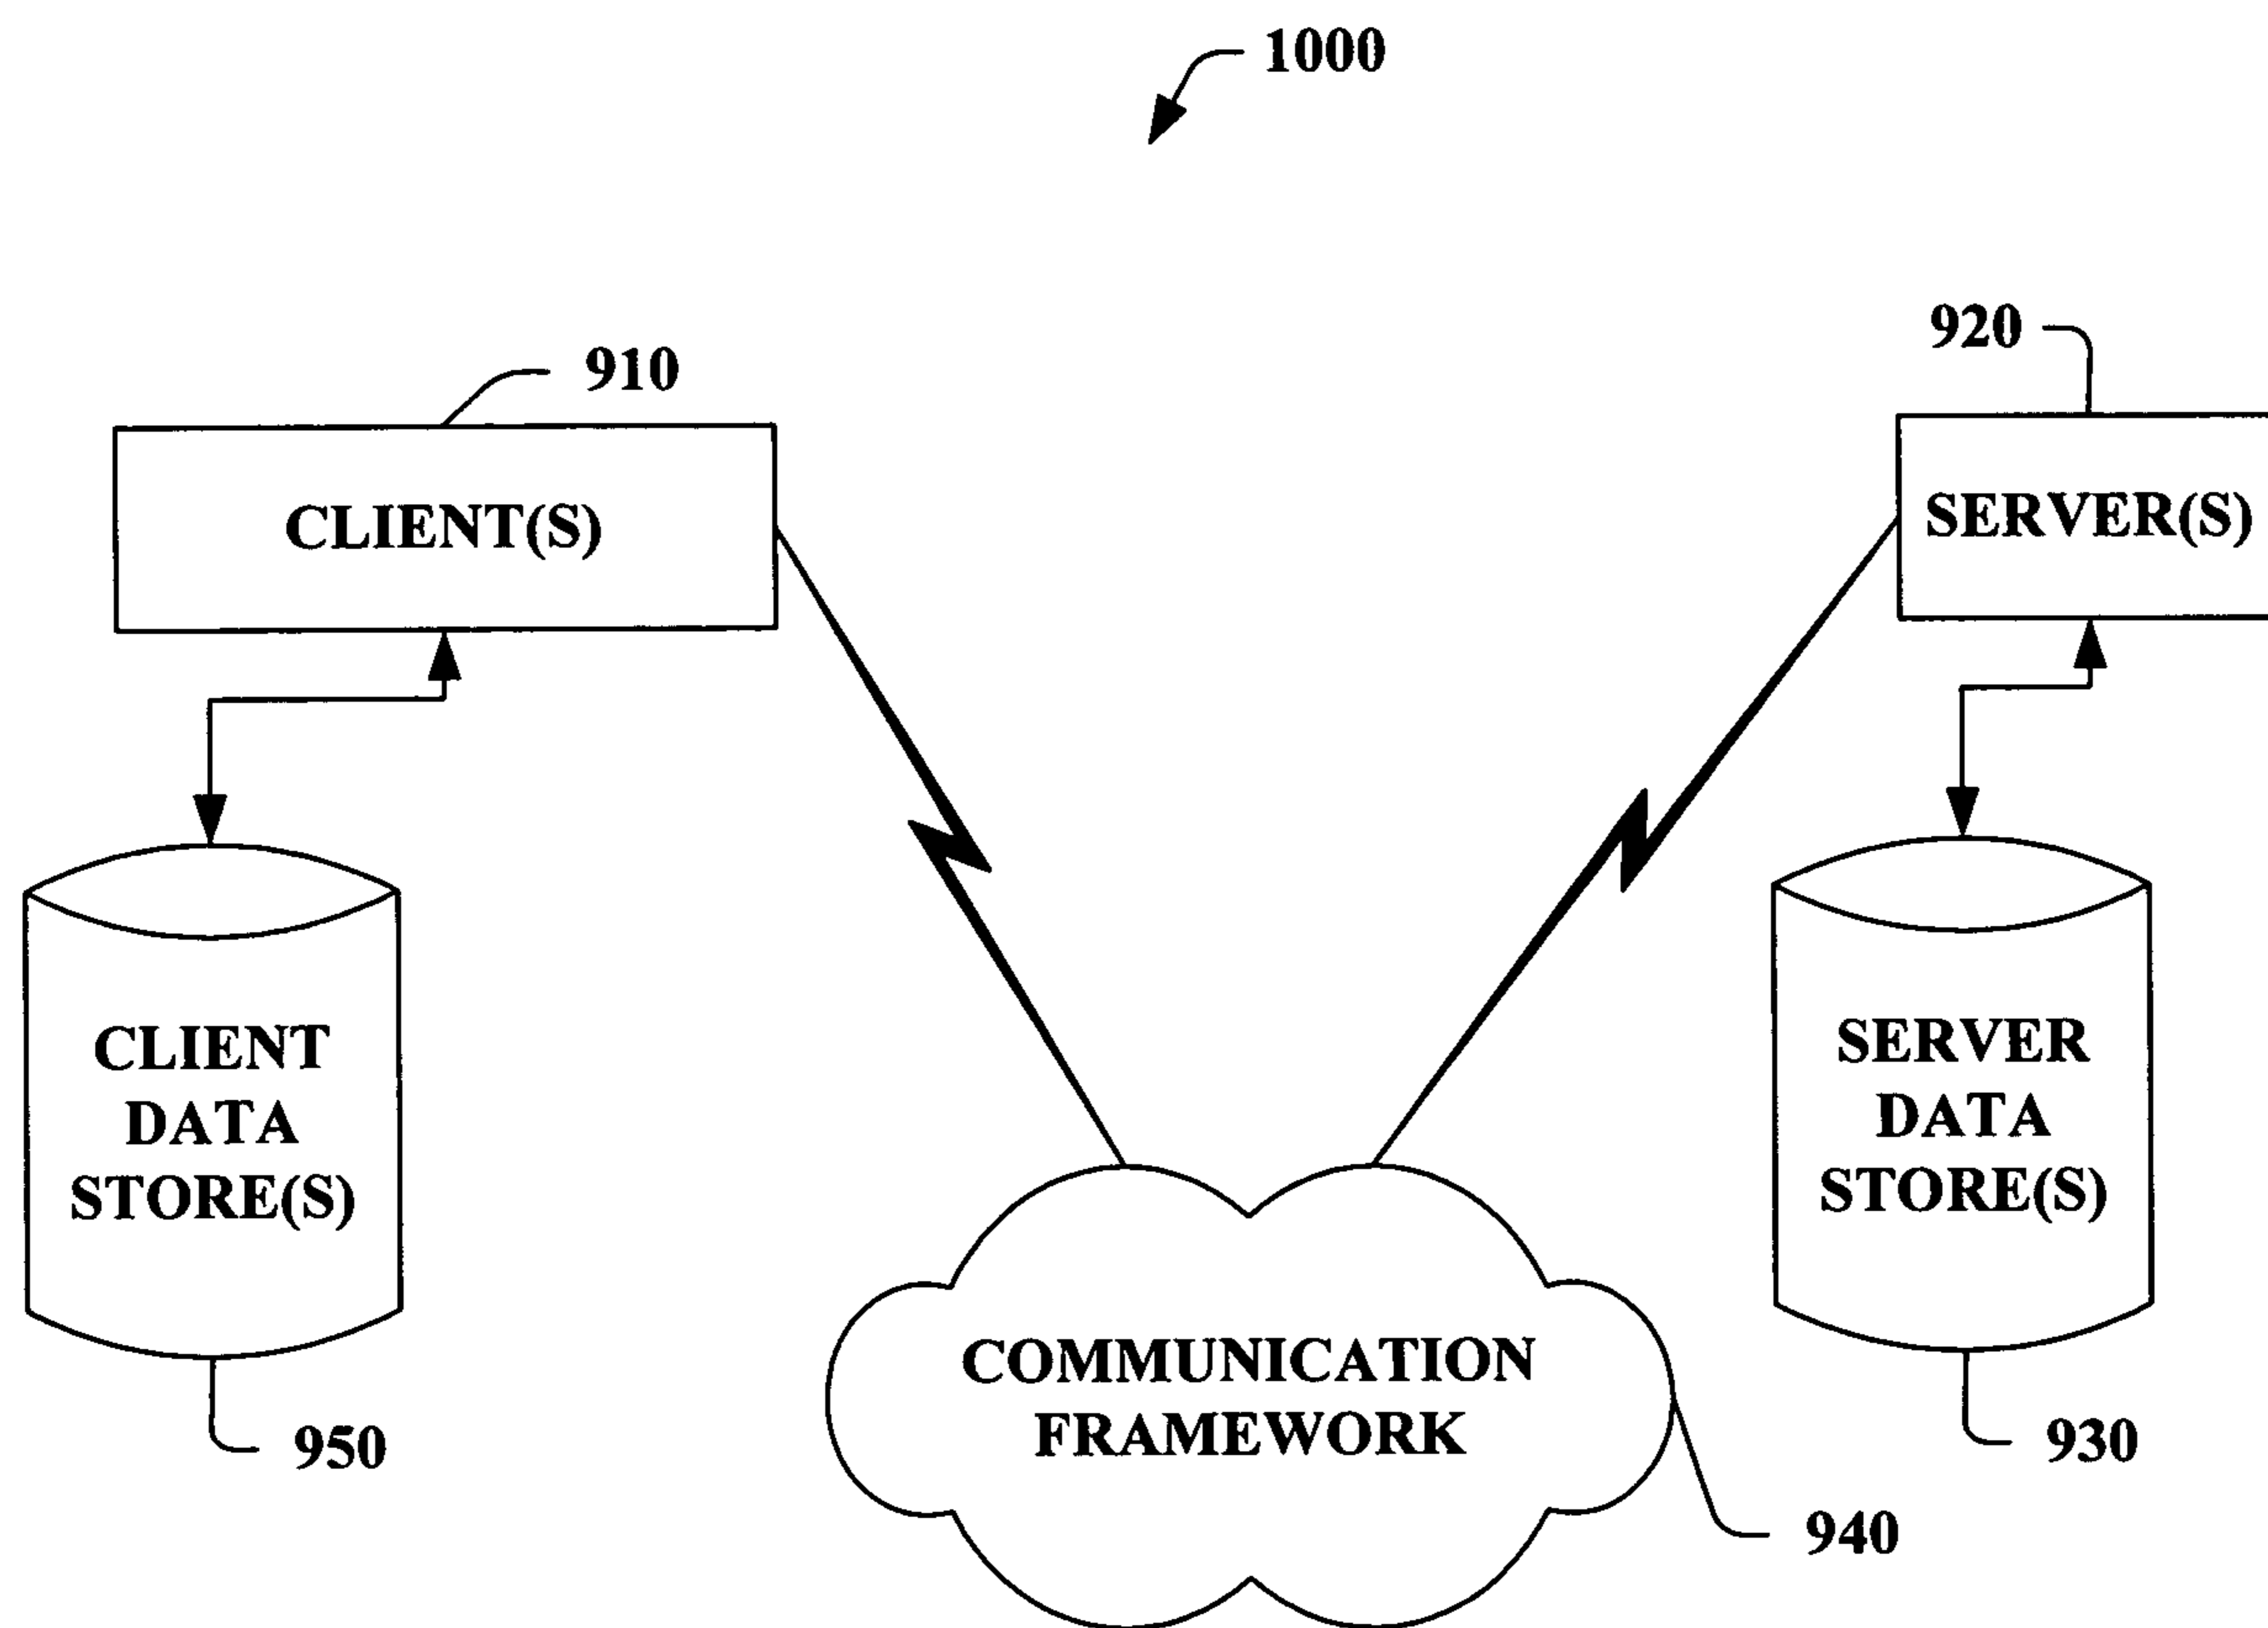 1000
910
920
CLIENT(S)
SERVER(S)
CLIENT
DATA
STORE(S)
SERVER
DATA
STORE(S)
COMMUNICATION
FRAMEWORK
950
930
940